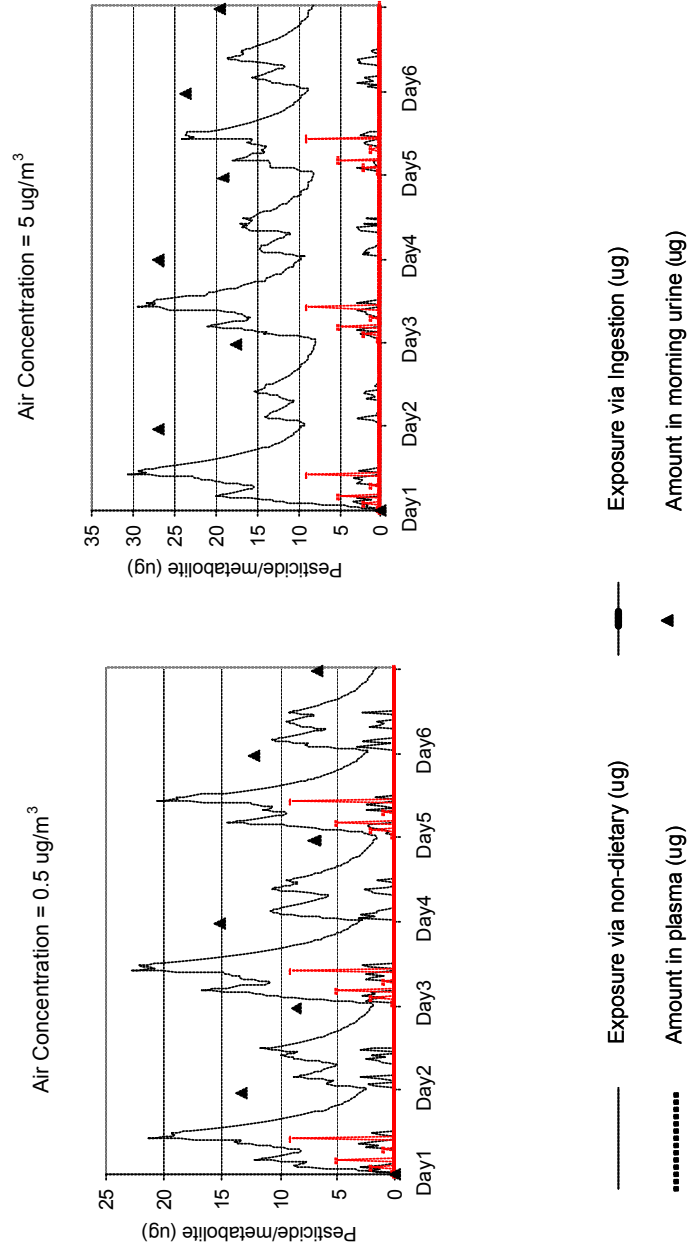 Air Concentration = 0.5 ug/m³
Pesticide/metabolite (ug)
25
20
15
10
5
0
Day1
Day2
Day3
Day4
Day5
Day6
Air Concentration = 5 ug/m³
Pesticide/metabolite (ug)
35
30
25
20
15
10
5
0
Day1
Day2
Day3
Day4
Day5
Day6
Exposure via non-dietary (ug)
Exposure via Ingestion (ug)
Amount in plasma (ug)
Amount in morning urine (ug)